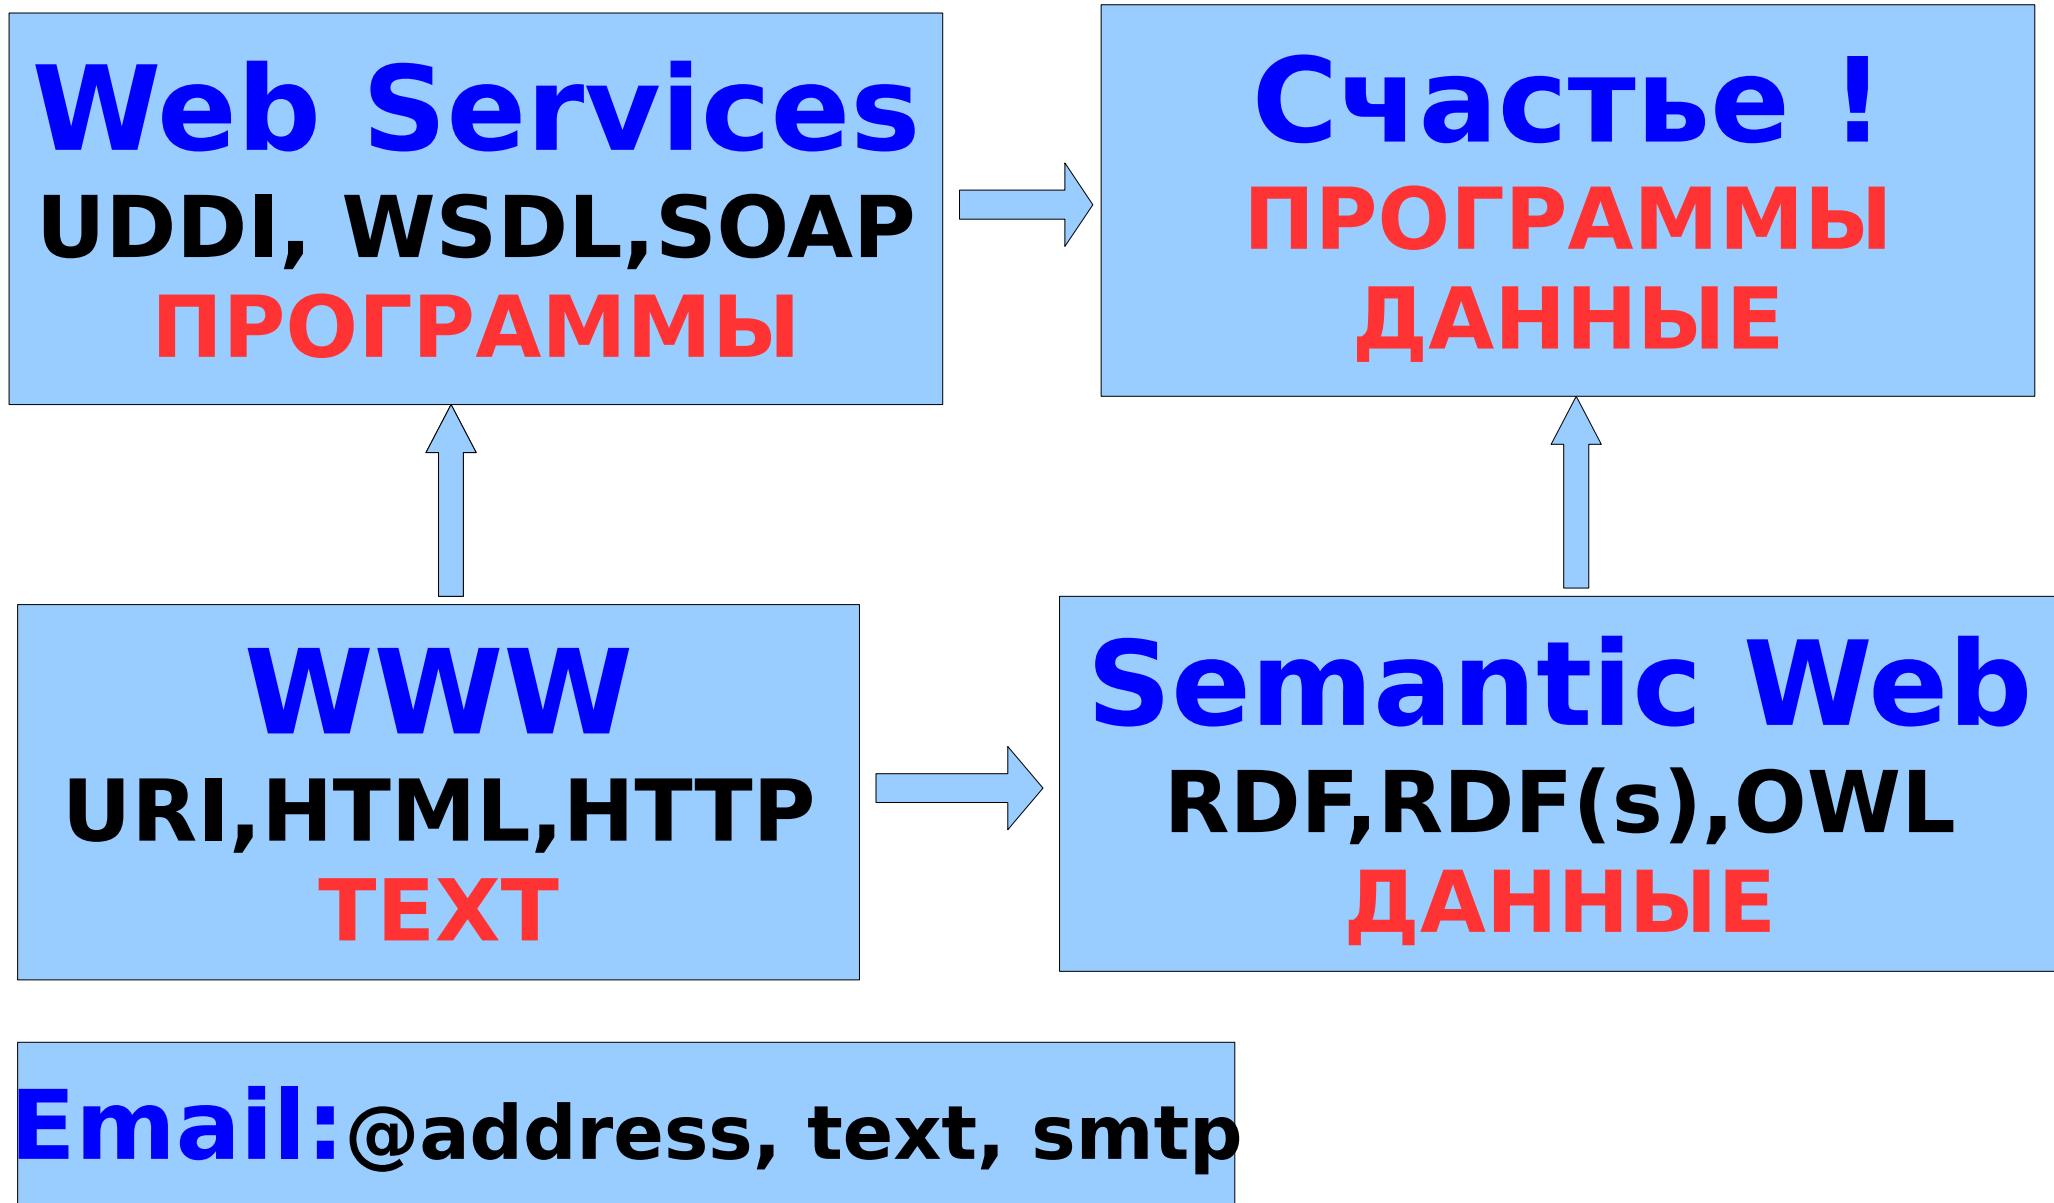 Web Services
UDDI, WSDL,SOAP
ПРОГРАММЫ
Счастье !
ПРОГРАММЫ
ДАННЫЕ
WWW
URI,HTML,HTTP
TEXT
Semantic Web
RDF,RDF(s),OWL
ДАННЫЕ
Email:@address, text, smtp